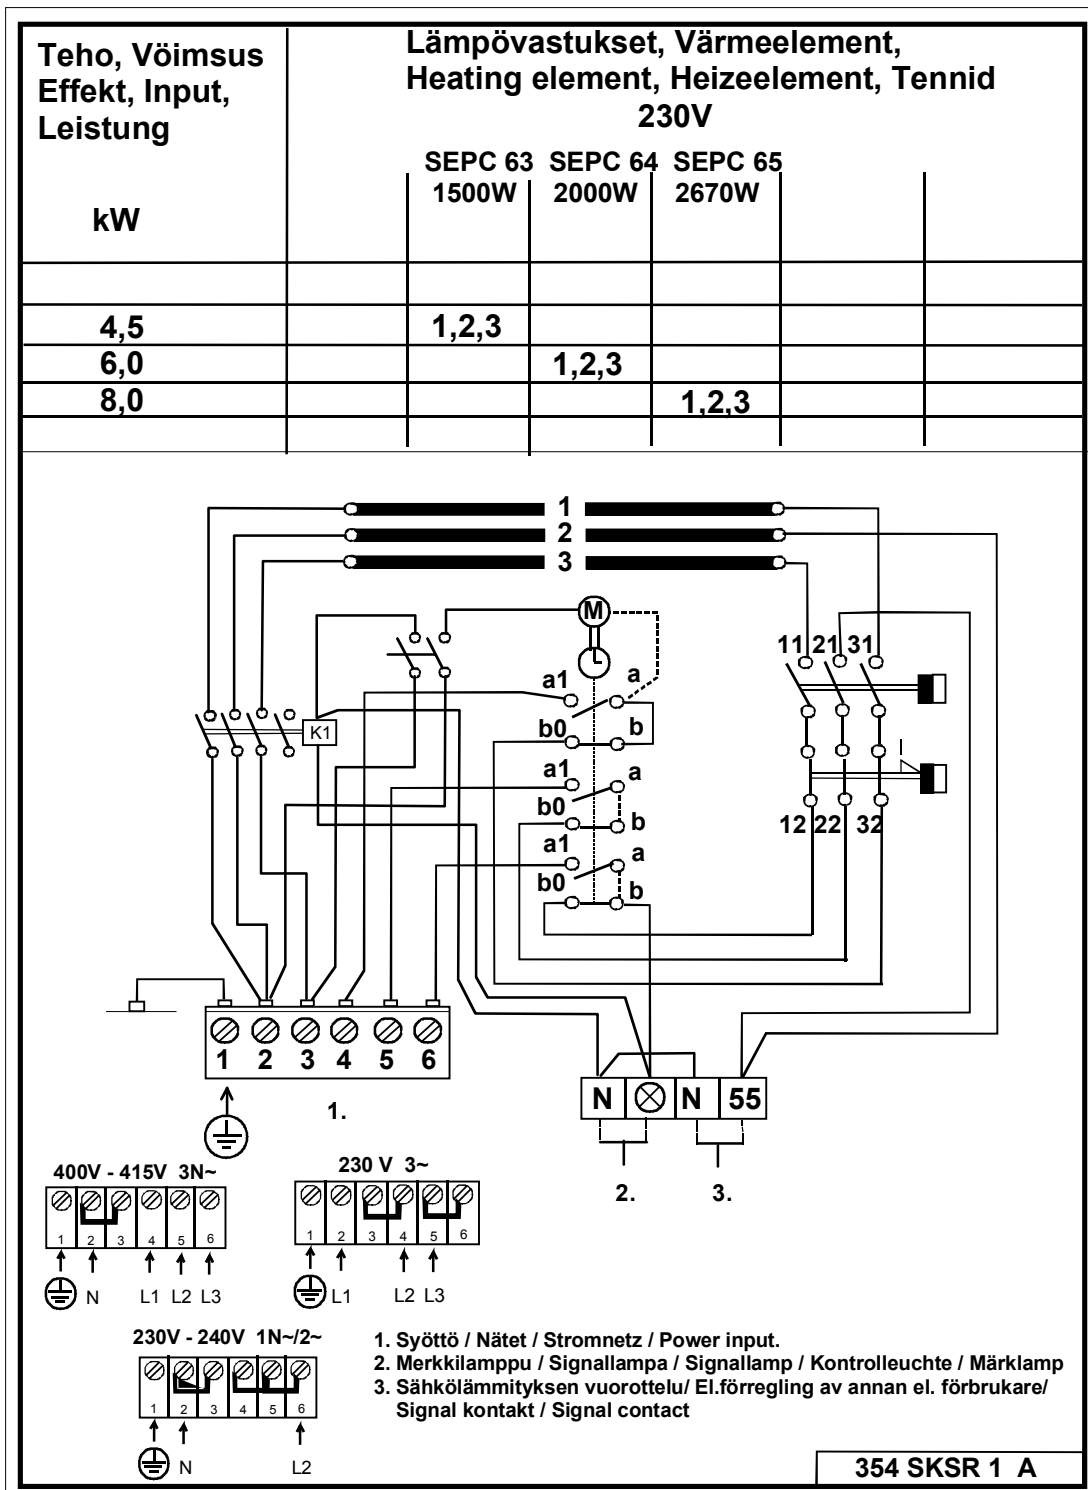 Teho, Vöimsus
Effekt, Input,
Leistung
kW
Lämpövastukset, Värmeelement,
Heating element, Heizeelement, Tennid
230V
SEPC 63 SEPC 64 SEPC 65
1500W 2000W 2670W
4,5 1,2,3
6,0 1,2,3
8,0 1,2,3
1
2
3
M
11 21 31
a1 a
b0 b
K1
a1 a
b0 b
12 22 32
a1 a
b0 b
1 2 3 4 5 6
1.
N N 55
2. 3.
400V - 415V 3N~
1 2 3 4 5 6
N L1 L2 L3
230 V 3~
1 2 3 4 5 6
L1 L2 L3
230V - 240V 1N~/2~
1 2 3 4 5 6
N L2
1. Syöttö / Nätet / Stromnetz / Power input.
2. Merkkilamppu / Signallampa / Signallamp / Kontrolleuchte / Märklamp
3. Sähkölämmityksen vuorottelu/ El.förregling av annan el. förbrukare/
Signal kontakt / Signal contact
354 SKSR 1 A